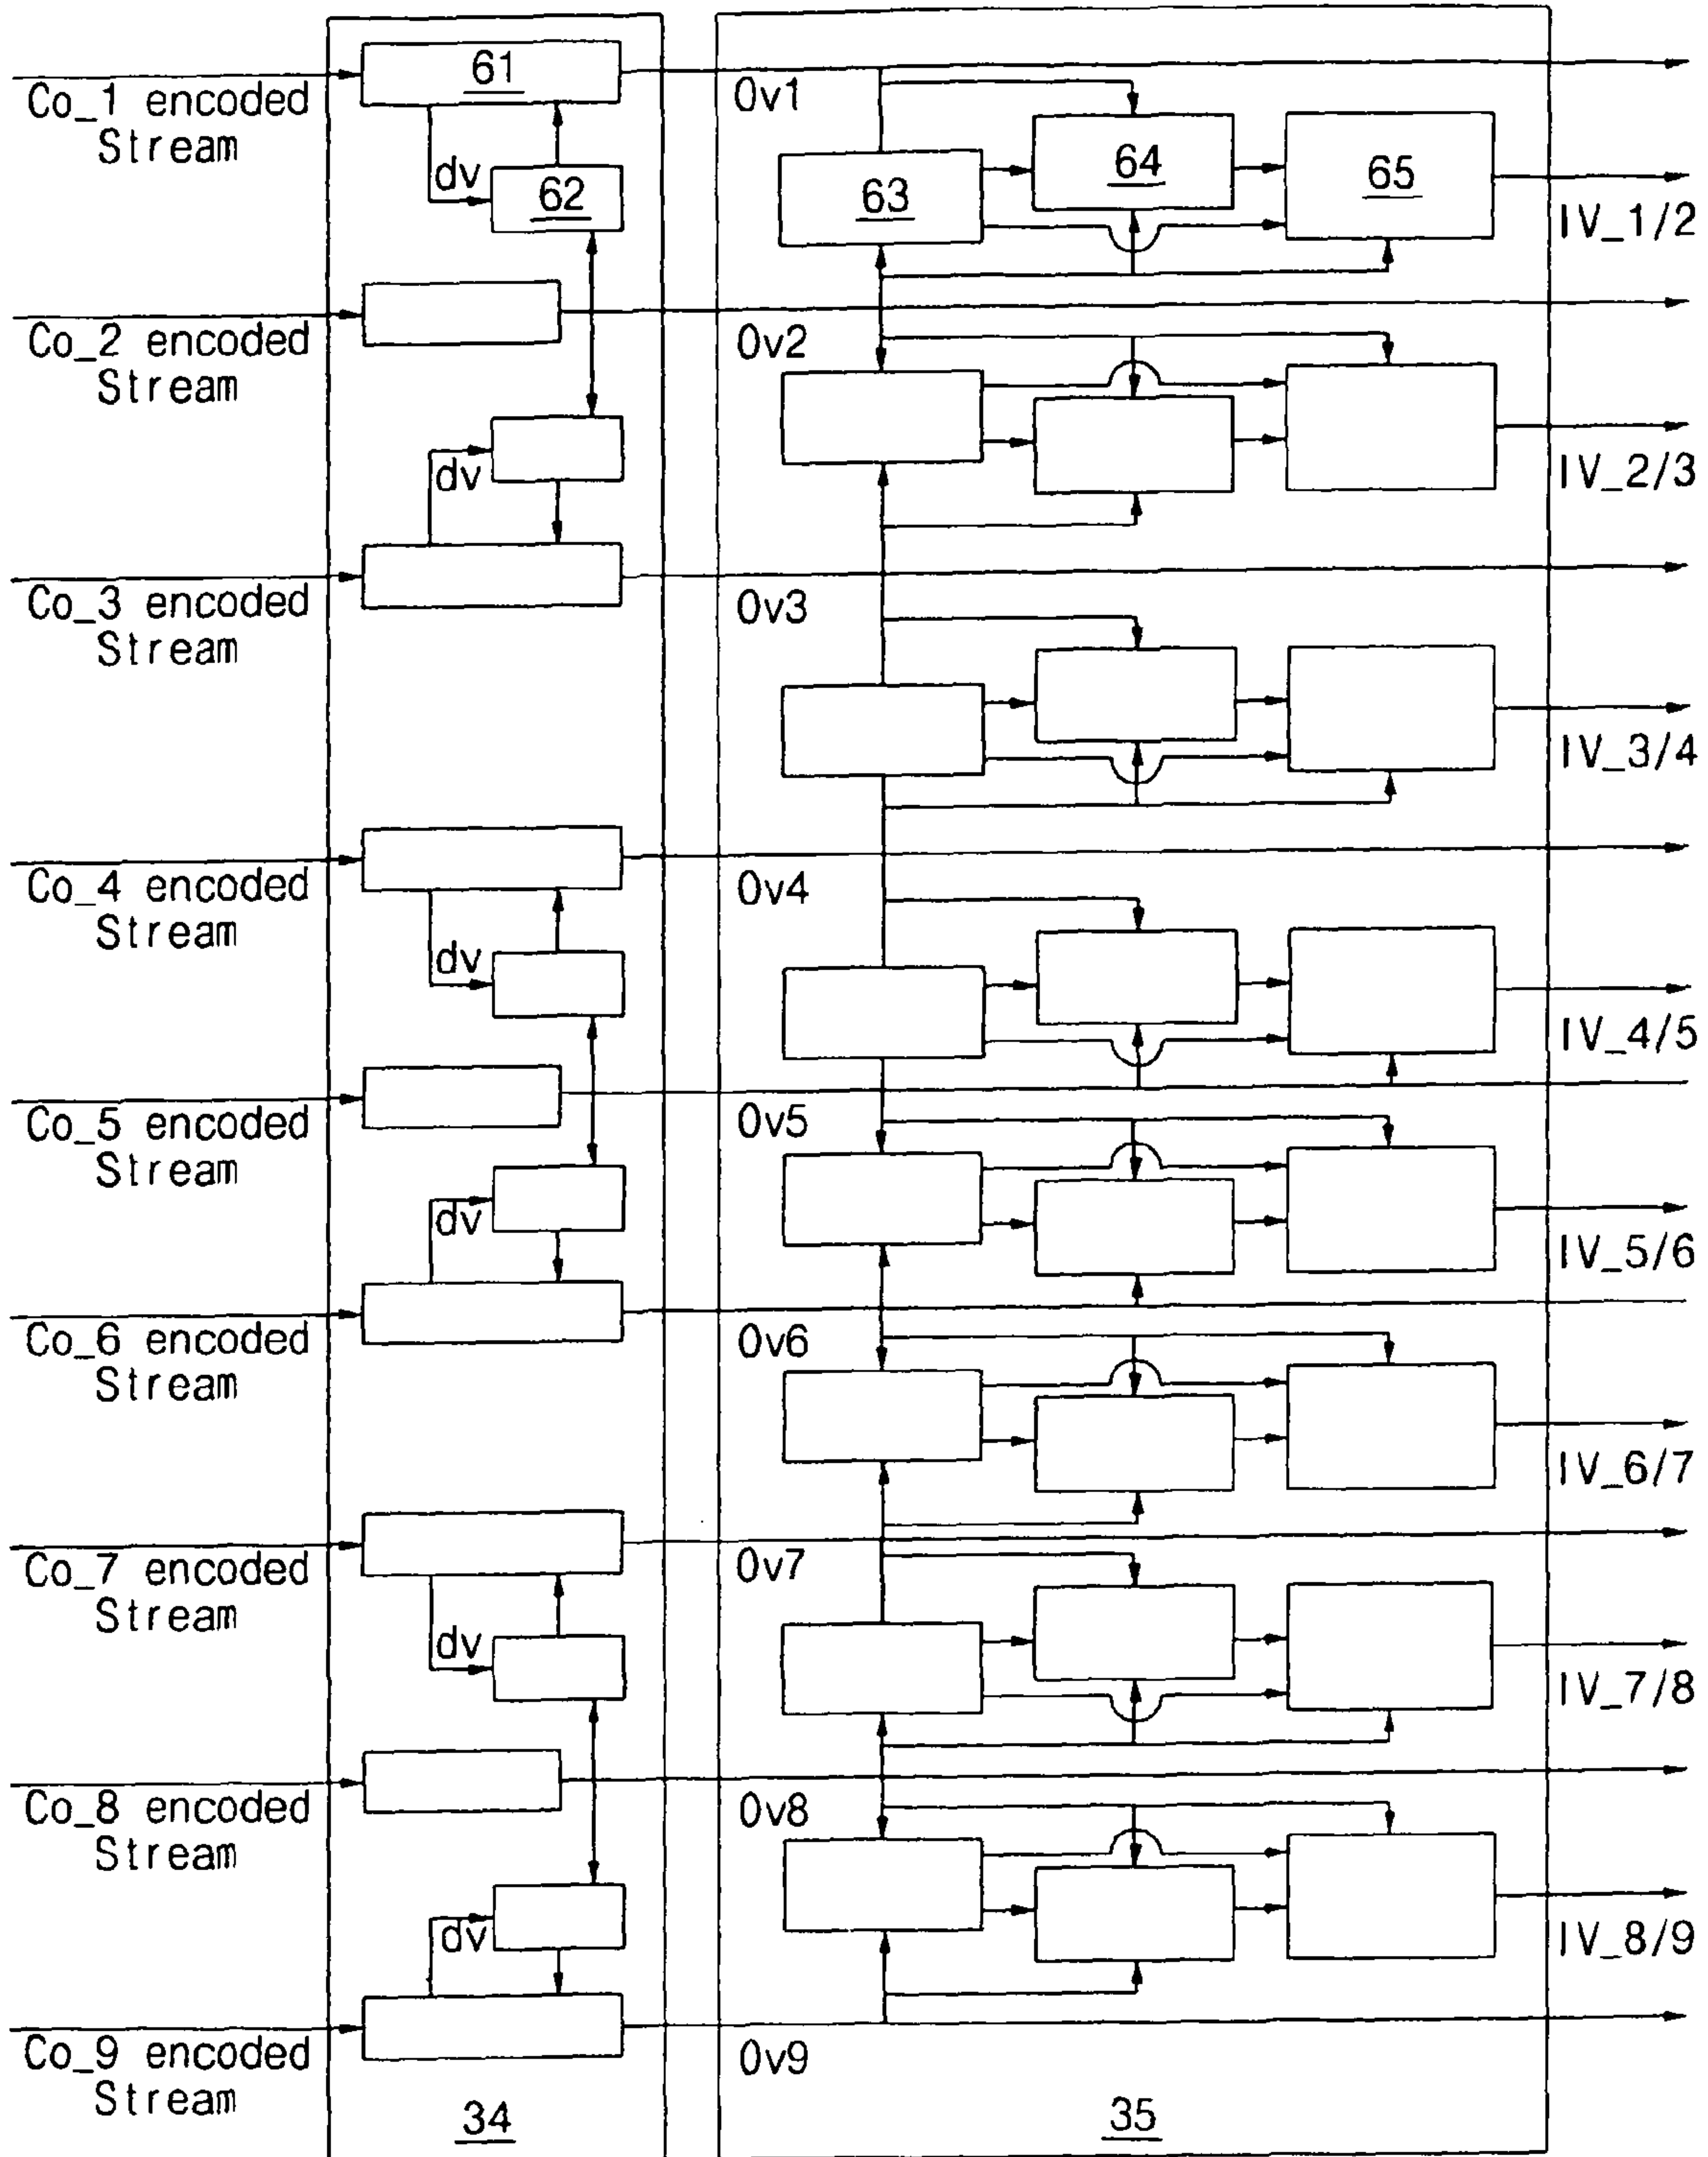 61
Co_1 encoded
Stream
Ov1
dv
62
63
64
65
IV_1/2
Co_2 encoded
Stream
Ov2
dv
IV_2/3
Co_3 encoded
Stream
Ov3
IV_3/4
Co_4 encoded
Stream
Ov4
dv
IV_4/5
Co_5 encoded
Stream
Ov5
dv
IV_5/6
Co_6 encoded
Stream
Ov6
IV_6/7
Co_7 encoded
Stream
Ov7
dv
IV_7/8
Co_8 encoded
Stream
Ov8
dv
IV_8/9
Co_9 encoded
Stream
Ov9
34
35